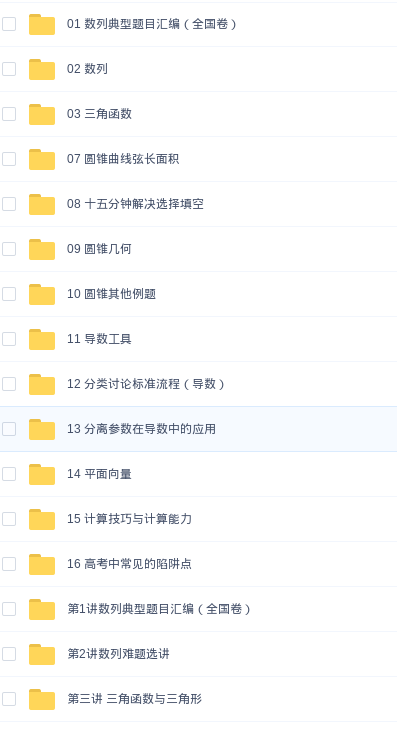 01 数列典型题目汇编（全国卷）
02 数列
03 三角函数
07 圆锥曲线弦长面积
08 十五分钟解决选择填空
09 圆锥几何
10 圆锥其他例题
11 导数工具
12 分类讨论标准流程（导数）
13 分离参数在导数中的应用
14 平面向量
15 计算技巧与计算能力
16 高考中常见的陷阱点
第1讲数列典型题目汇编（全国卷）
第2讲数列难题选讲
第三讲 三角函数与三角形